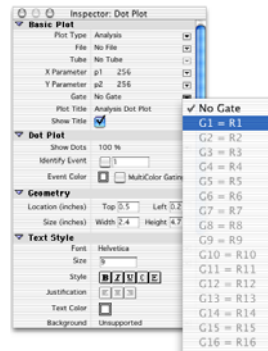 Inspector: Dot Plot
Basic Plot
Plot Type Analysis
File No File
Tube No Tube
X Parameter p1 256
Y Parameter p2 256
Gate No Gate
Plot Title Analysis Dot Plot
Show Title
Dot Plot
Show Dots 100 %
Identify Event 1
Event Color MultiColor Gating
Geometry
Location (inches) Top 0.5 Left 0.2
Size (inches) Width 2.4 Height 4.7
Text Style
Font Helvetica
Size 9
Style B I U C E
Justification
Text Color
Background Unsupported
✓ No Gate
G1 = R1
G2 = R2
G3 = R3
G4 = R4
G5 = R5
G6 = R6
G7 = R7
G8 = R8
G9 = R9
G10 = R10
G11 = R11
G12 = R12
G13 = R13
G14 = R14
G15 = R15
G16 = R16